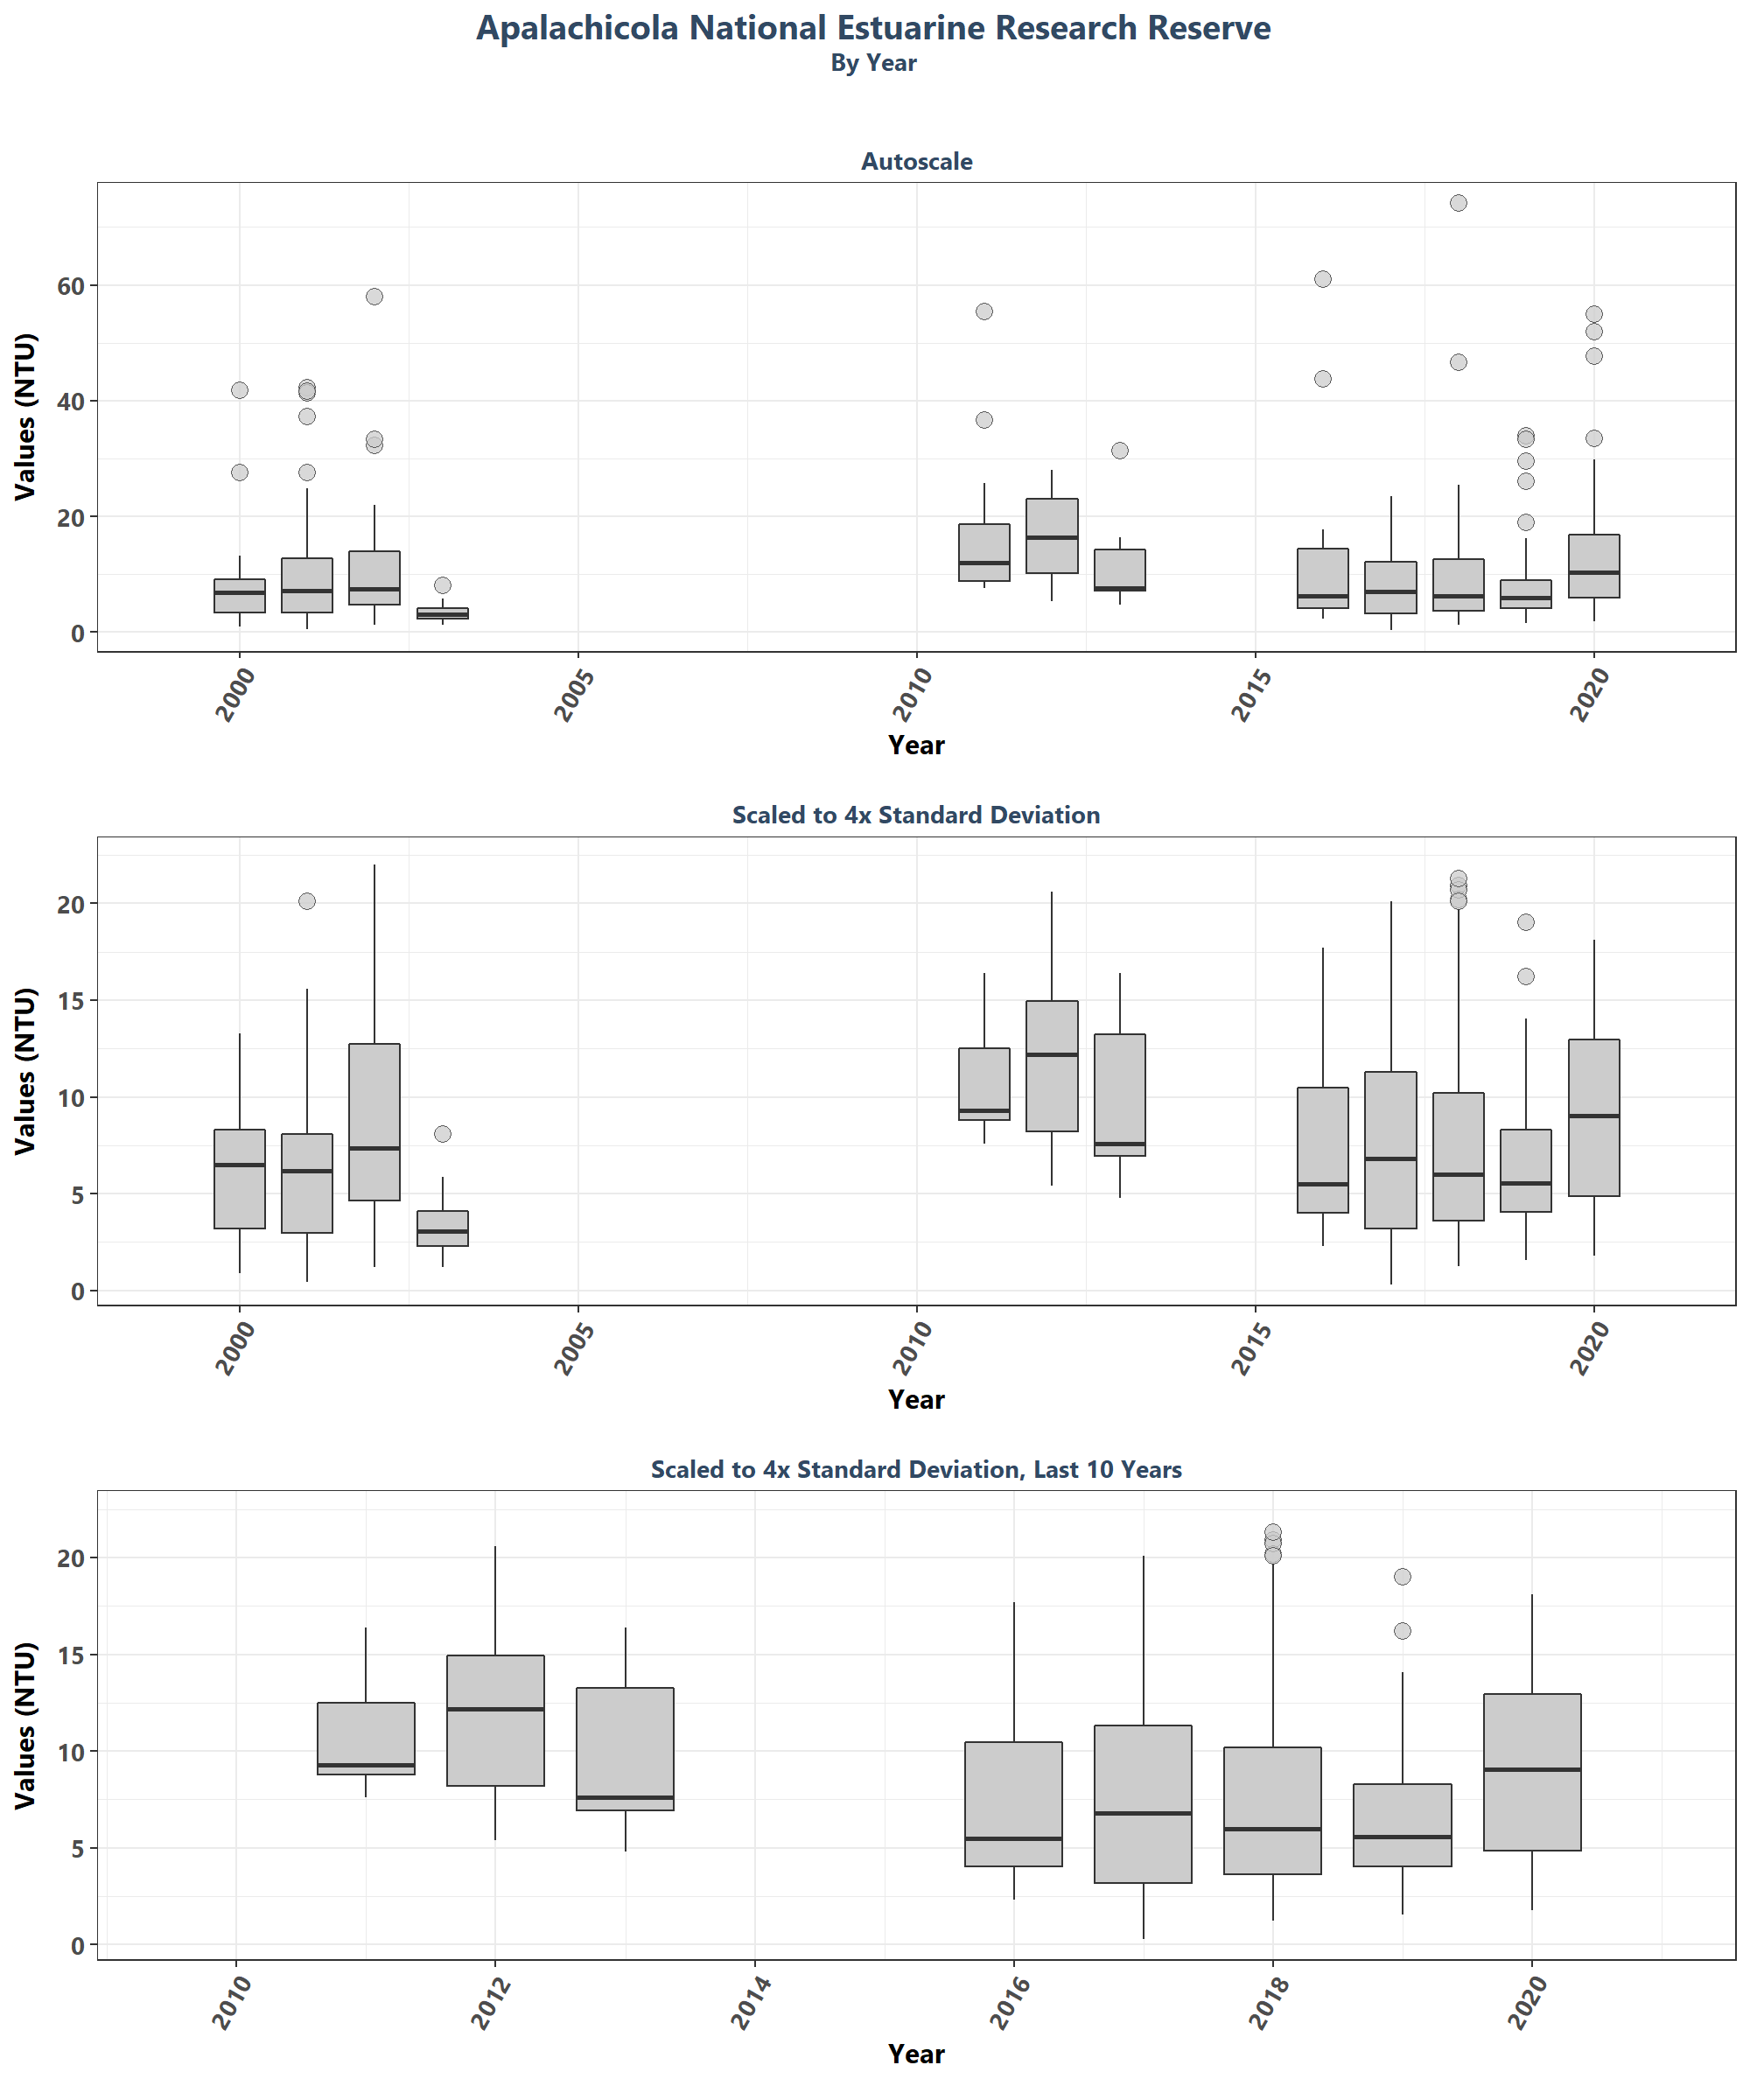 Apalachicola National Estuarine Research Reserve
By Year
Autoscale
Values (NTU)
60
40
20
0
2000 2005 2010 2015 2020
Year
Scaled to 4x Standard Deviation
Values (NTU)
20
15
10
5
0
2000 2005 2010 2015 2020
Year
Scaled to 4x Standard Deviation, Last 10 Years
Values (NTU)
20
15
10
5
0
2010 2012 2014 2016 2018 2020
Year